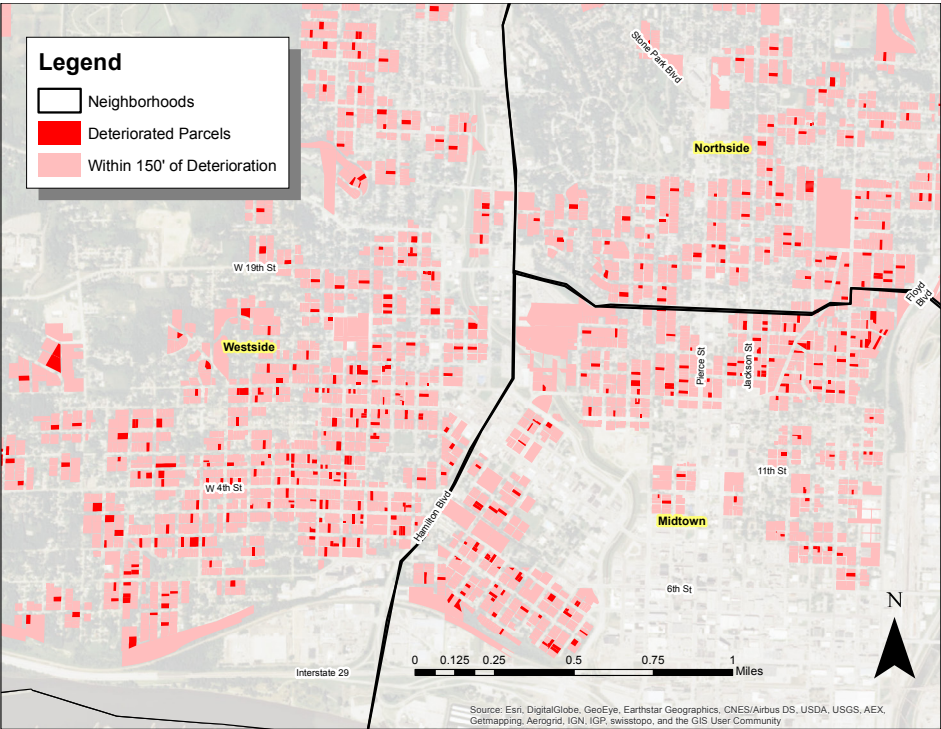 Legend
Neighborhoods
Deteriorated Parcels
Within 150' of Deterioration
Stone Park Blvd
Northside
W 19th St
Floyd
Blvd
Westside
Pierce St
Jackson St
11th St
W 4th St
Hamilton Blvd
Midtown
6th St
N
Interstate 29
0 0.125 0.25 0.5 0.75 1
Miles
Source: Esri, DigitalGlobe, GeoEye, Earthstar Geographics, CNES/Airbus DS, USDA, USGS, AEX,
Getmapping, Aerogrid, IGN, IGP, swisstopo, and the GIS User Community